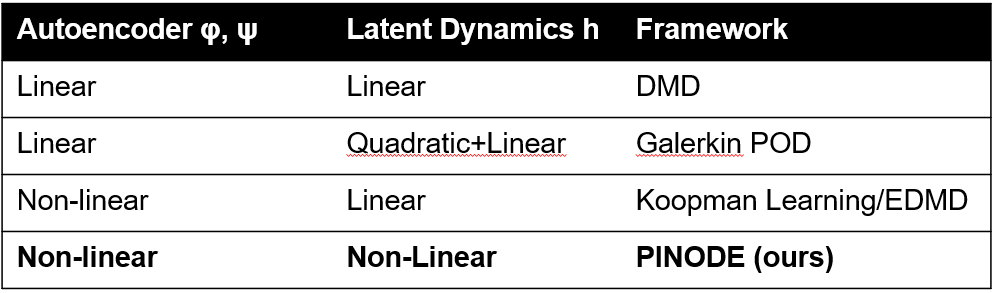 Autoencoder φ, ψ Latent Dynamics h Framework
Linear Linear DMD
Linear Quadratic+Linear Galerkin POD
Non-linear Linear Koopman Learning/EDMD
Non-linear Non-Linear PINODE (ours)